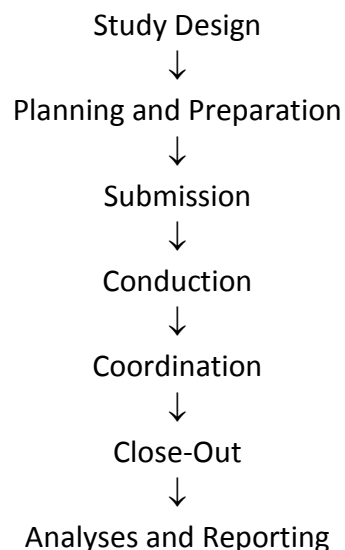 Study Design
↓
Planning and Preparation
↓
Submission
↓
Conduction
↓
Coordination
↓
Close-Out
↓
Analyses and Reporting